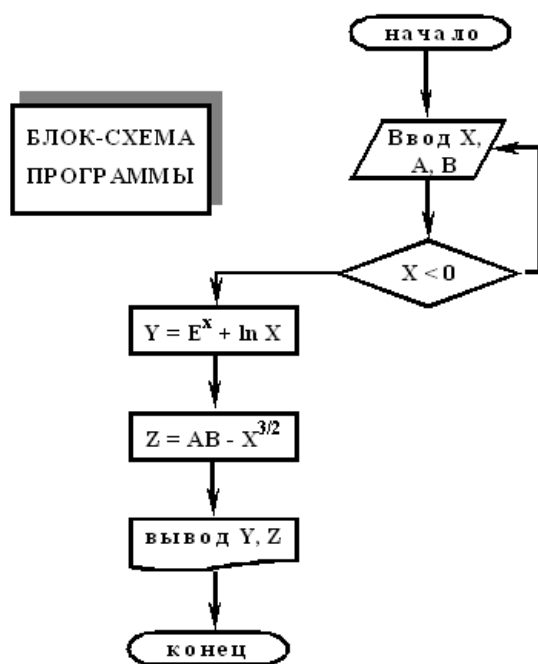 начало
БЛОК-СХЕМА
ПРОГРАММЫ
Ввод X,
A, B
X < 0
Y = E^x + ln X
Z = AB - X^3/2
вывод Y, Z
конец